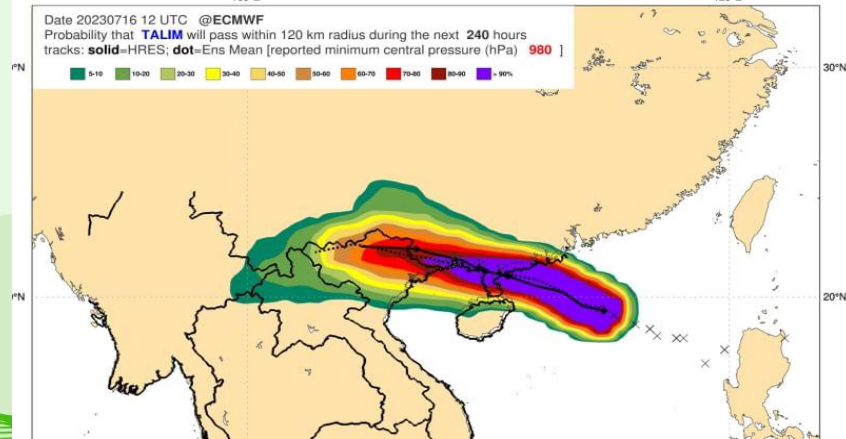 Date 20230716 12 UTC @ECMWF
Probability that TALIM will pass within 120 km radius during the next 240 hours
tracks: solid=HRES; dot=Ens Mean [reported minimum central pressure (hPa) 980 ]
5-10 10-20 20-30 30-40 40-50 50-60 60-70 70-80 80-90 > 90%
30°N
20°N